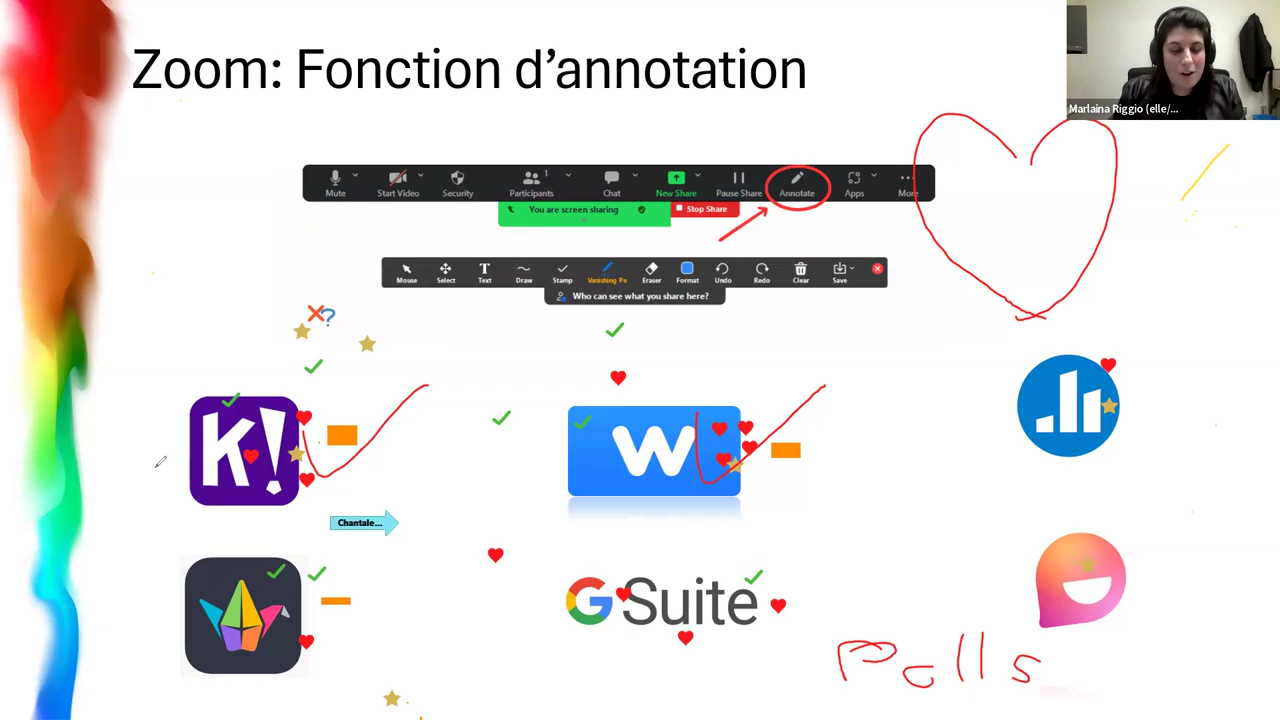 Zoom: Fonction d’annotation
Marlaina Riggio (elle/...
Mute Start Video Security Participants 1 Chat New Share Pause Share Annotate Apps More
You are screen sharing Stop Share
Mouse Select Text Draw Stamp Vanishing Pe Eraser Format Undo Redo Clear Save
Who can see what you share here?
K!
W
Chantale...
G Suite
Polls